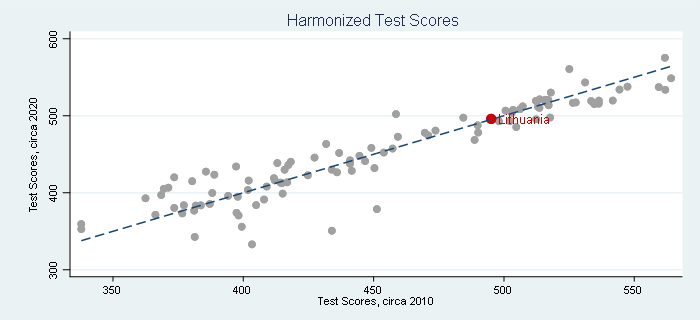 Harmonized Test Scores
Test Scores, circa 2020
600
500
400
300
Lithuania
350
400
450
500
550
Test Scores, circa 2010